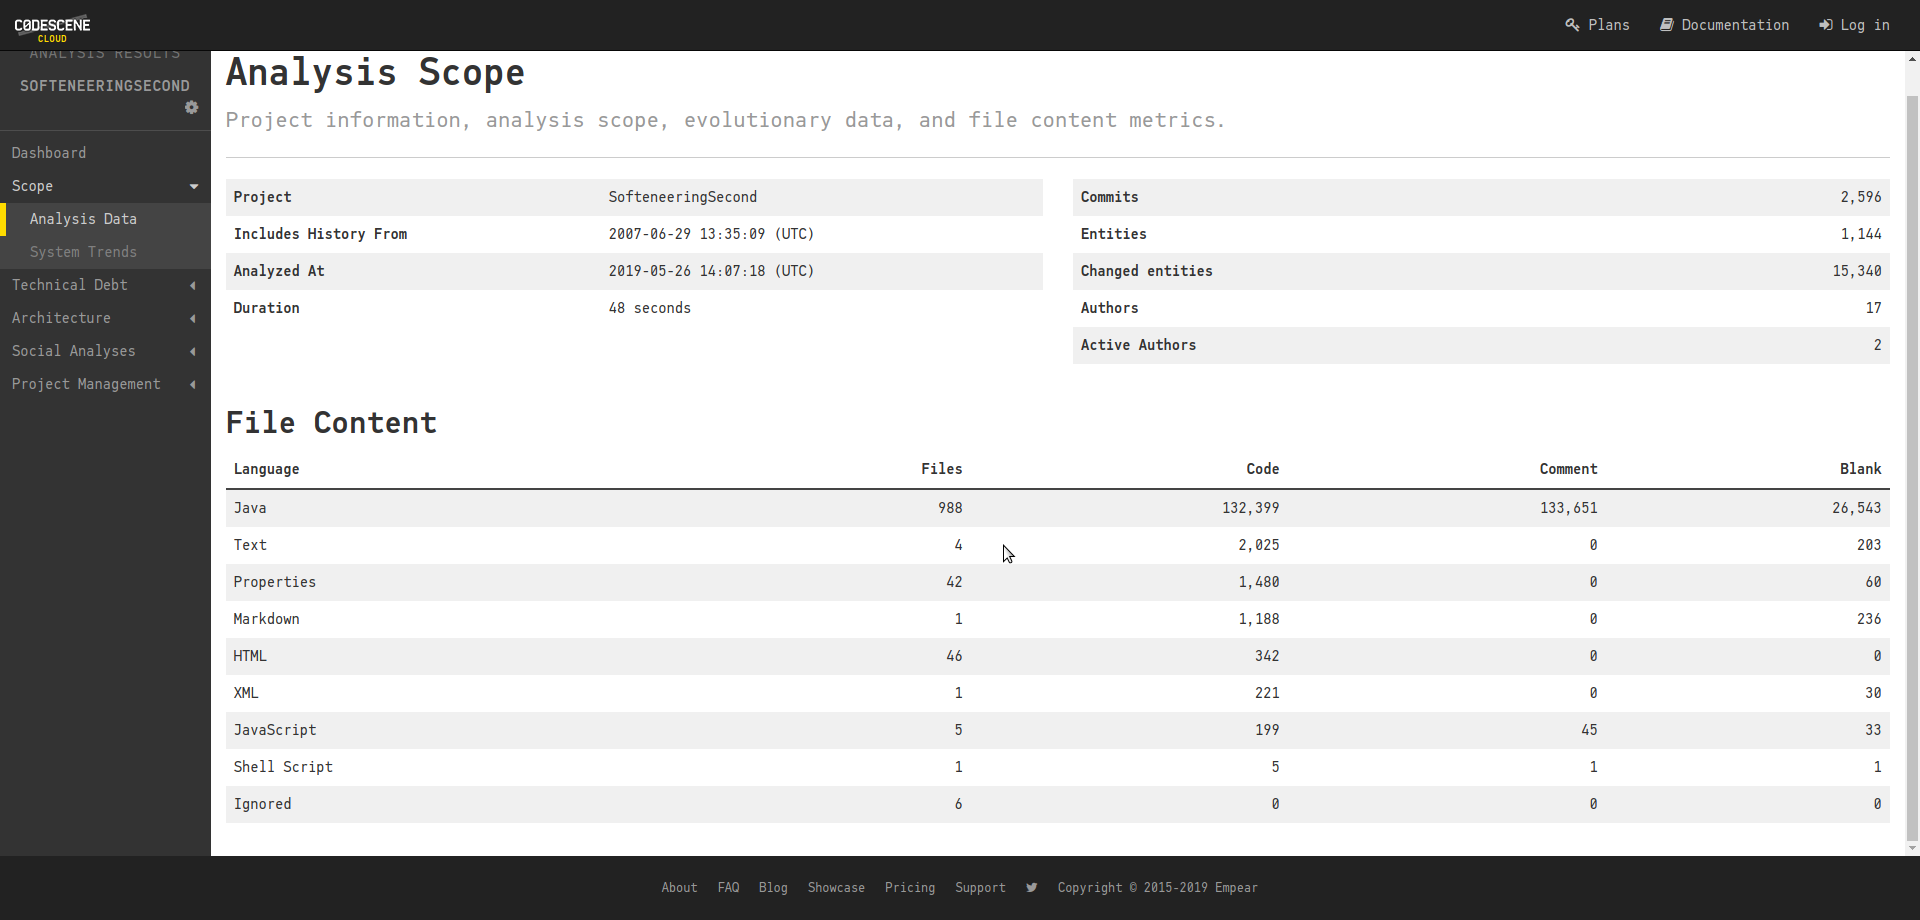 CØDESCENE
CLOUD
Plans
Documentation
Log in
ANALYSIS RESULTS
SOFTENEERINGSECOND
Dashboard
Scope
Analysis Data
System Trends
Technical Debt
Architecture
Social Analyses
Project Management
Analysis Scope
Project information, analysis scope, evolutionary data, and file content metrics.
Project SofteneeringSecond
Includes History From 2007-06-29 13:35:09 (UTC)
Analyzed At 2019-05-26 14:07:18 (UTC)
Duration 48 seconds
Commits 2,596
Entities 1,144
Changed entities 15,340
Authors 17
Active Authors 2
File Content
Language Files Code Comment Blank
Java 988 132,399 133,651 26,543
Text 4 2,025 0 203
Properties 42 1,480 0 60
Markdown 1 1,188 0 236
HTML 46 342 0 0
XML 1 221 0 30
JavaScript 5 199 45 33
Shell Script 1 5 1 1
Ignored 6 0 0 0
About FAQ Blog Showcase Pricing Support Copyright © 2015-2019 Empear